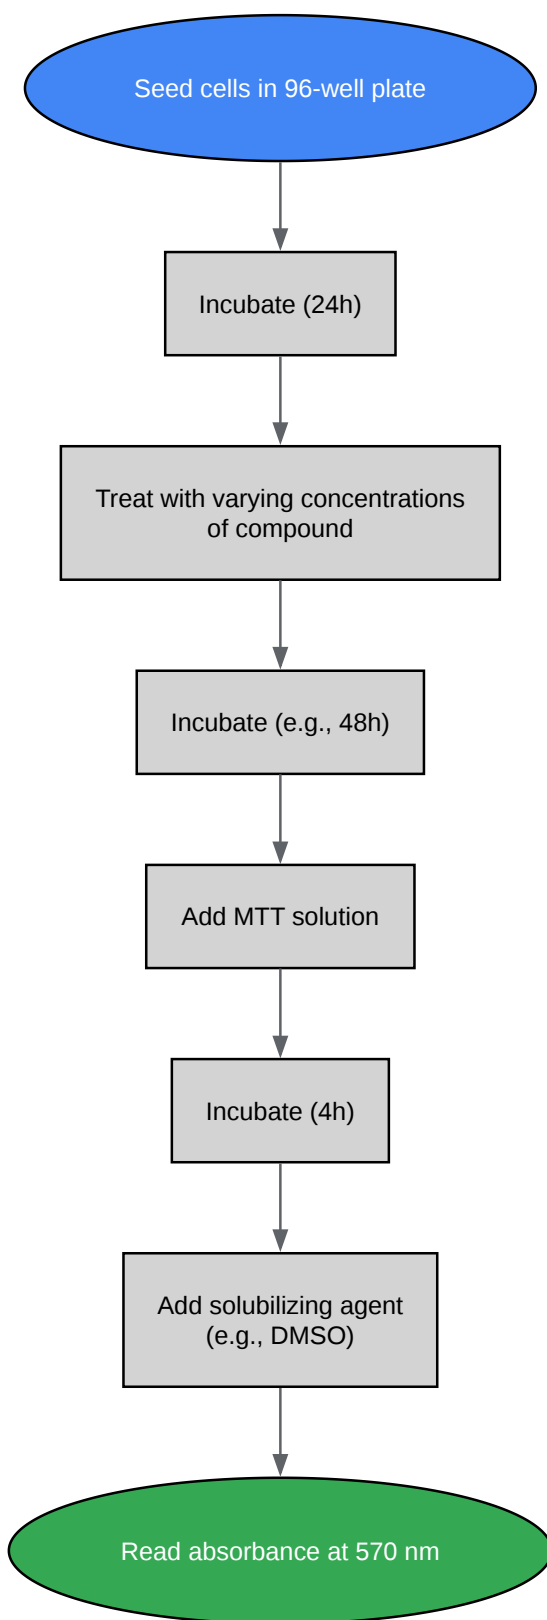 Seed cells in 96-well plate
Incubate (24h)
Treat with varying concentrations
of compound
Incubate (e.g., 48h)
Add MTT solution
Incubate (4h)
Add solubilizing agent
(e.g., DMSO)
Read absorbance at 570 nm